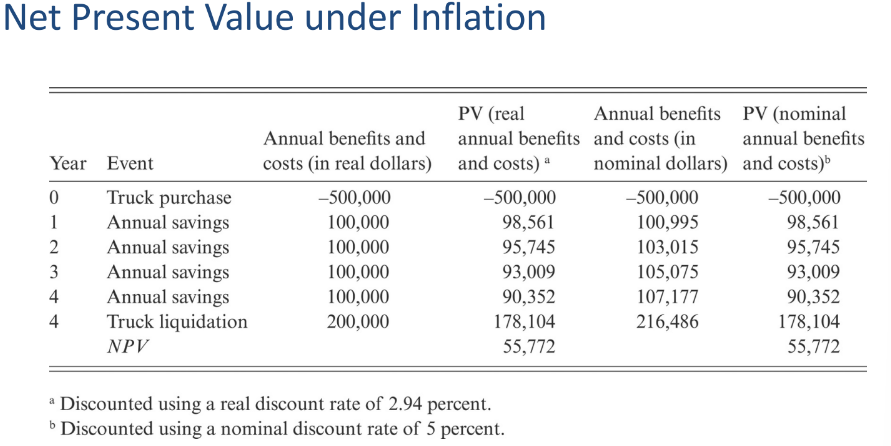 Net Present Value under Inflation
PV (real Annual benefits PV (nominal
Annual benefits and annual benefits and costs (in annual benefits
Year Event costs (in real dollars) and costs) a nominal dollars) and costs)b
0 Truck purchase –500,000 –500,000 –500,000 –500,000
1 Annual savings 100,000 98,561 100,995 98,561
2 Annual savings 100,000 95,745 103,015 95,745
3 Annual savings 100,000 93,009 105,075 93,009
4 Annual savings 100,000 90,352 107,177 90,352
4 Truck liquidation 200,000 178,104 216,486 178,104
NPV 55,772 55,772
a Discounted using a real discount rate of 2.94 percent.
b Discounted using a nominal discount rate of 5 percent.